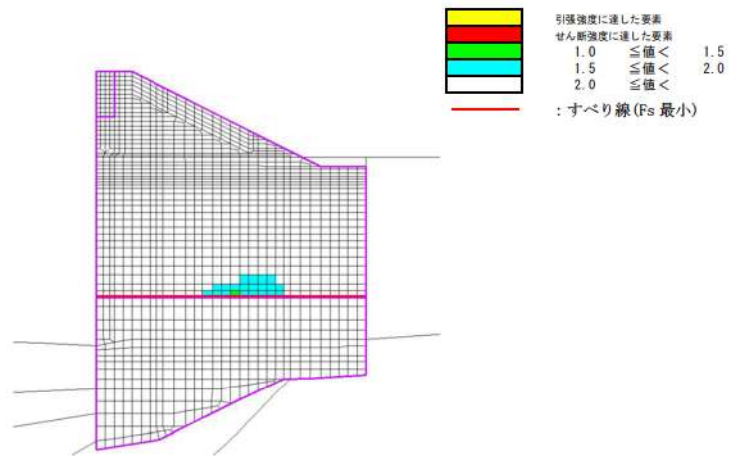 引張強度に達した要素
せん断強度に達した要素
1.0 ≦値＜ 1.5
1.5 ≦値＜ 2.0
2.0 ≦値＜
：すべり線(Fs 最小)